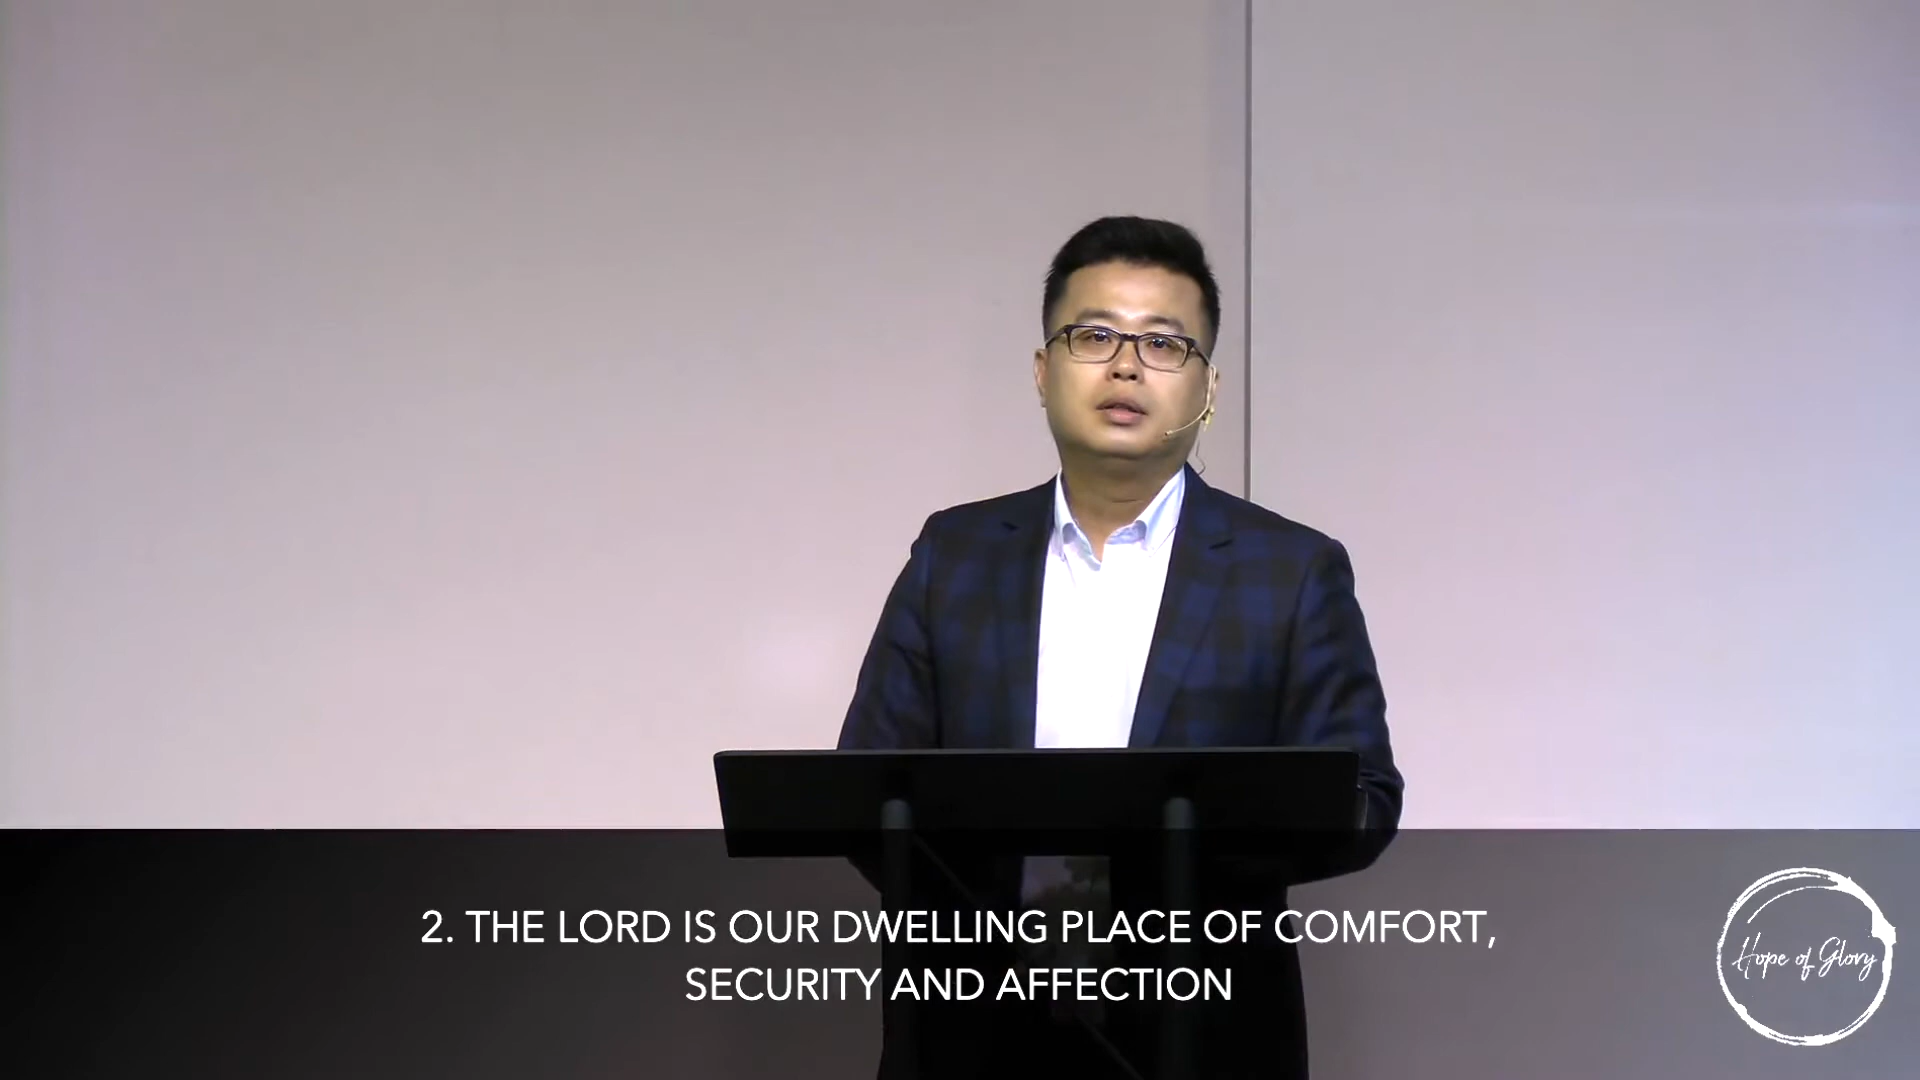 2. THE LORD IS OUR DWELLING PLACE OF COMFORT,
SECURITY AND AFFECTION
Hope of Glory